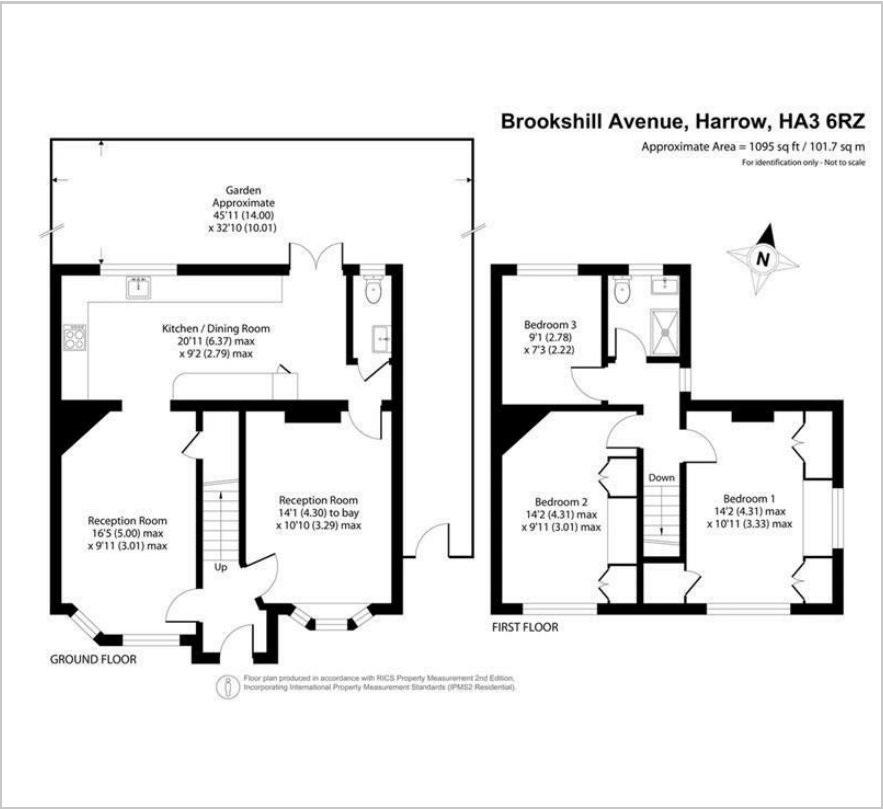 Brookshill Avenue, Harrow, HA3 6RZ
Approximate Area = 1095 sq ft / 101.7 sq m
For identification only - Not to scale
Garden
Approximate
45'11 (14.00)
x 32'10 (10.01)
N
Kitchen / Dining Room
20'11 (6.37) max
x 9'2 (2.79) max
Reception Room
16'5 (5.00) max
x 9'11 (3.01) max
Up
Reception Room
14'1 (4.30) to bay
x 10'10 (3.29) max
GROUND FLOOR
Bedroom 3
9'1 (2.78)
x 7'3 (2.22)
Bedroom 2
14'2 (4.31) max
x 9'11 (3.01) max
Down
Bedroom 1
14'2 (4.31) max
x 10'11 (3.33) max
FIRST FLOOR
Floor plan produced in accordance with RICS Property Measurement 2nd Edition,
Incorporating International Property Measurement Standards (IPMS2 Residential).